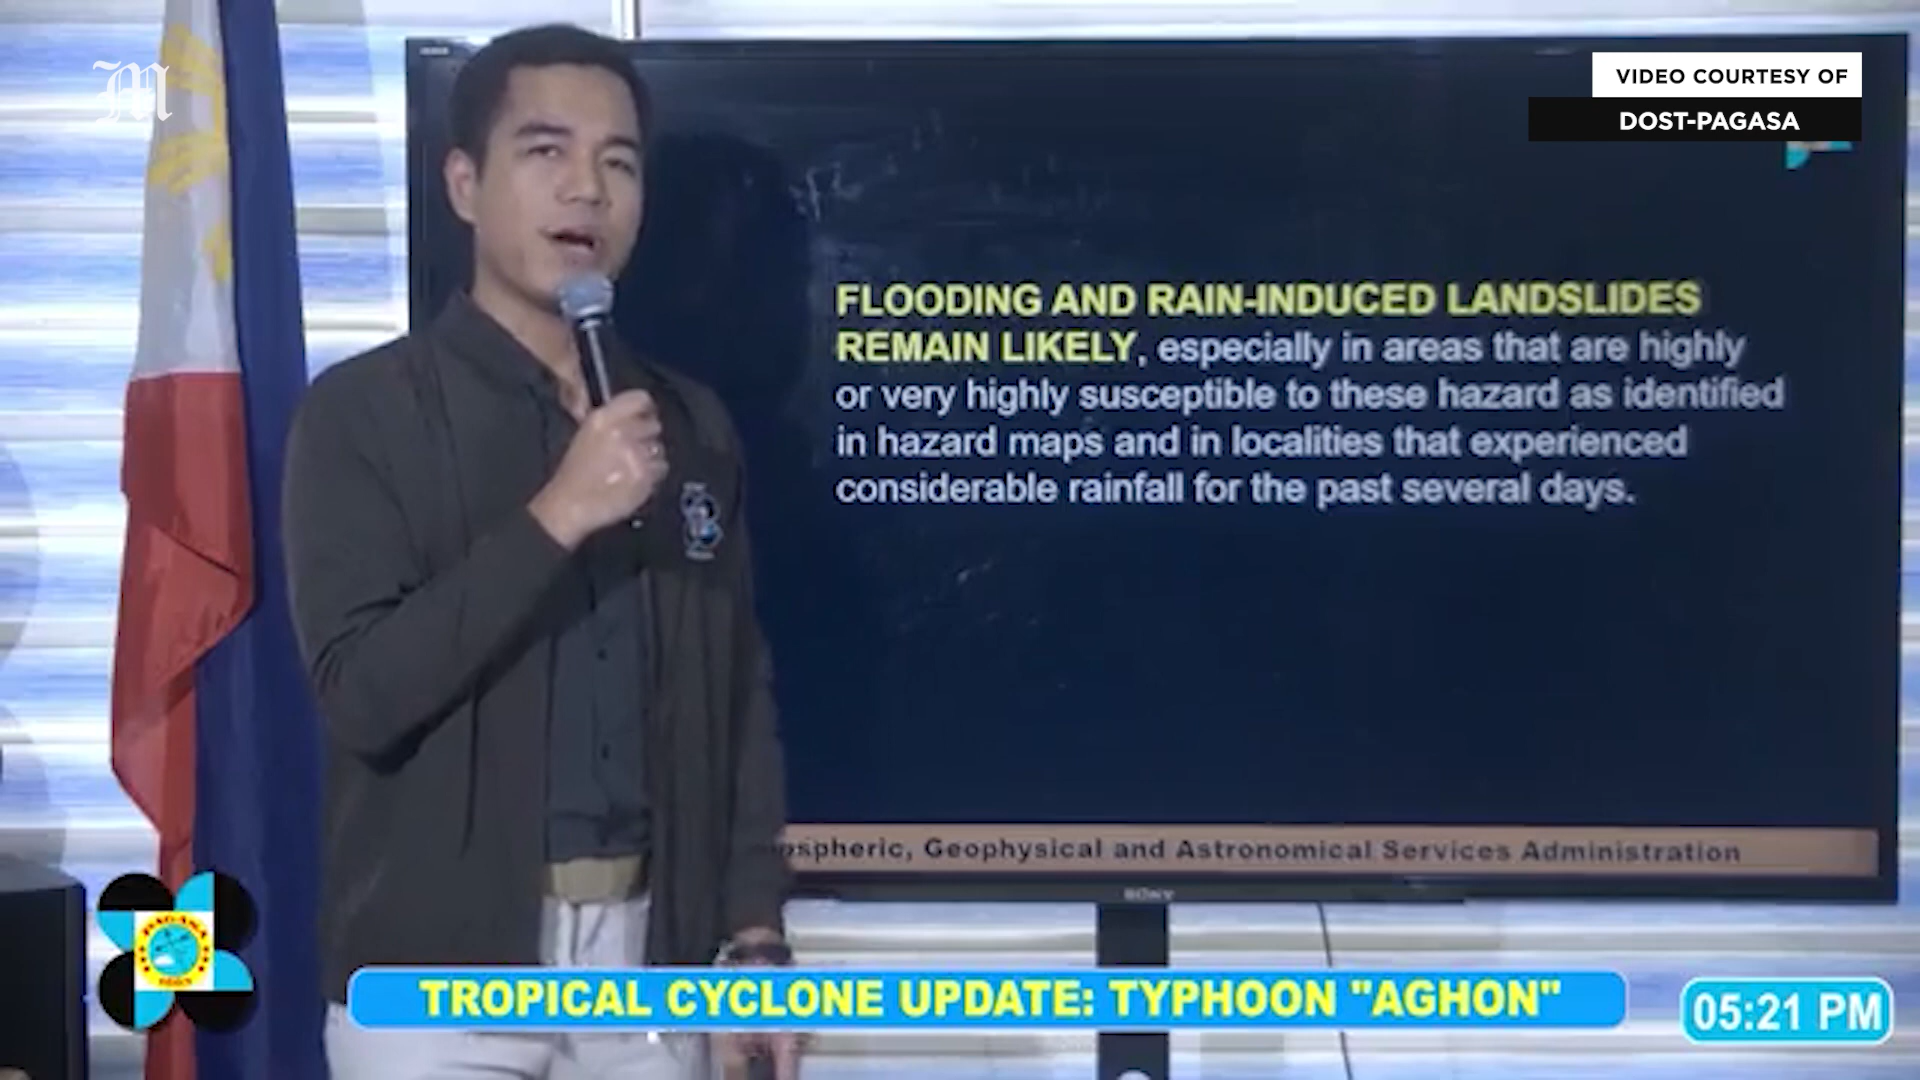 M
VIDEO COURTESY OF
DOST-PAGASA
FLOODING AND RAIN-INDUCED LANDSLIDES
REMAIN LIKELY, especially in areas that are highly
or very highly susceptible to these hazard as identified
in hazard maps and in localities that experienced
considerable rainfall for the past several days.
Geophysical and Astronomical Services Administration
SONY
PAGASA
TROPICAL CYCLONE UPDATE: TYPHOON "AGHON"
05:21 PM